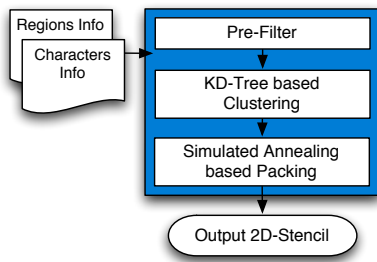 Regions Info
Characters
Info
Pre-Filter
KD-Tree based
Clustering
Simulated Annealing
based Packing
Output 2D-Stencil